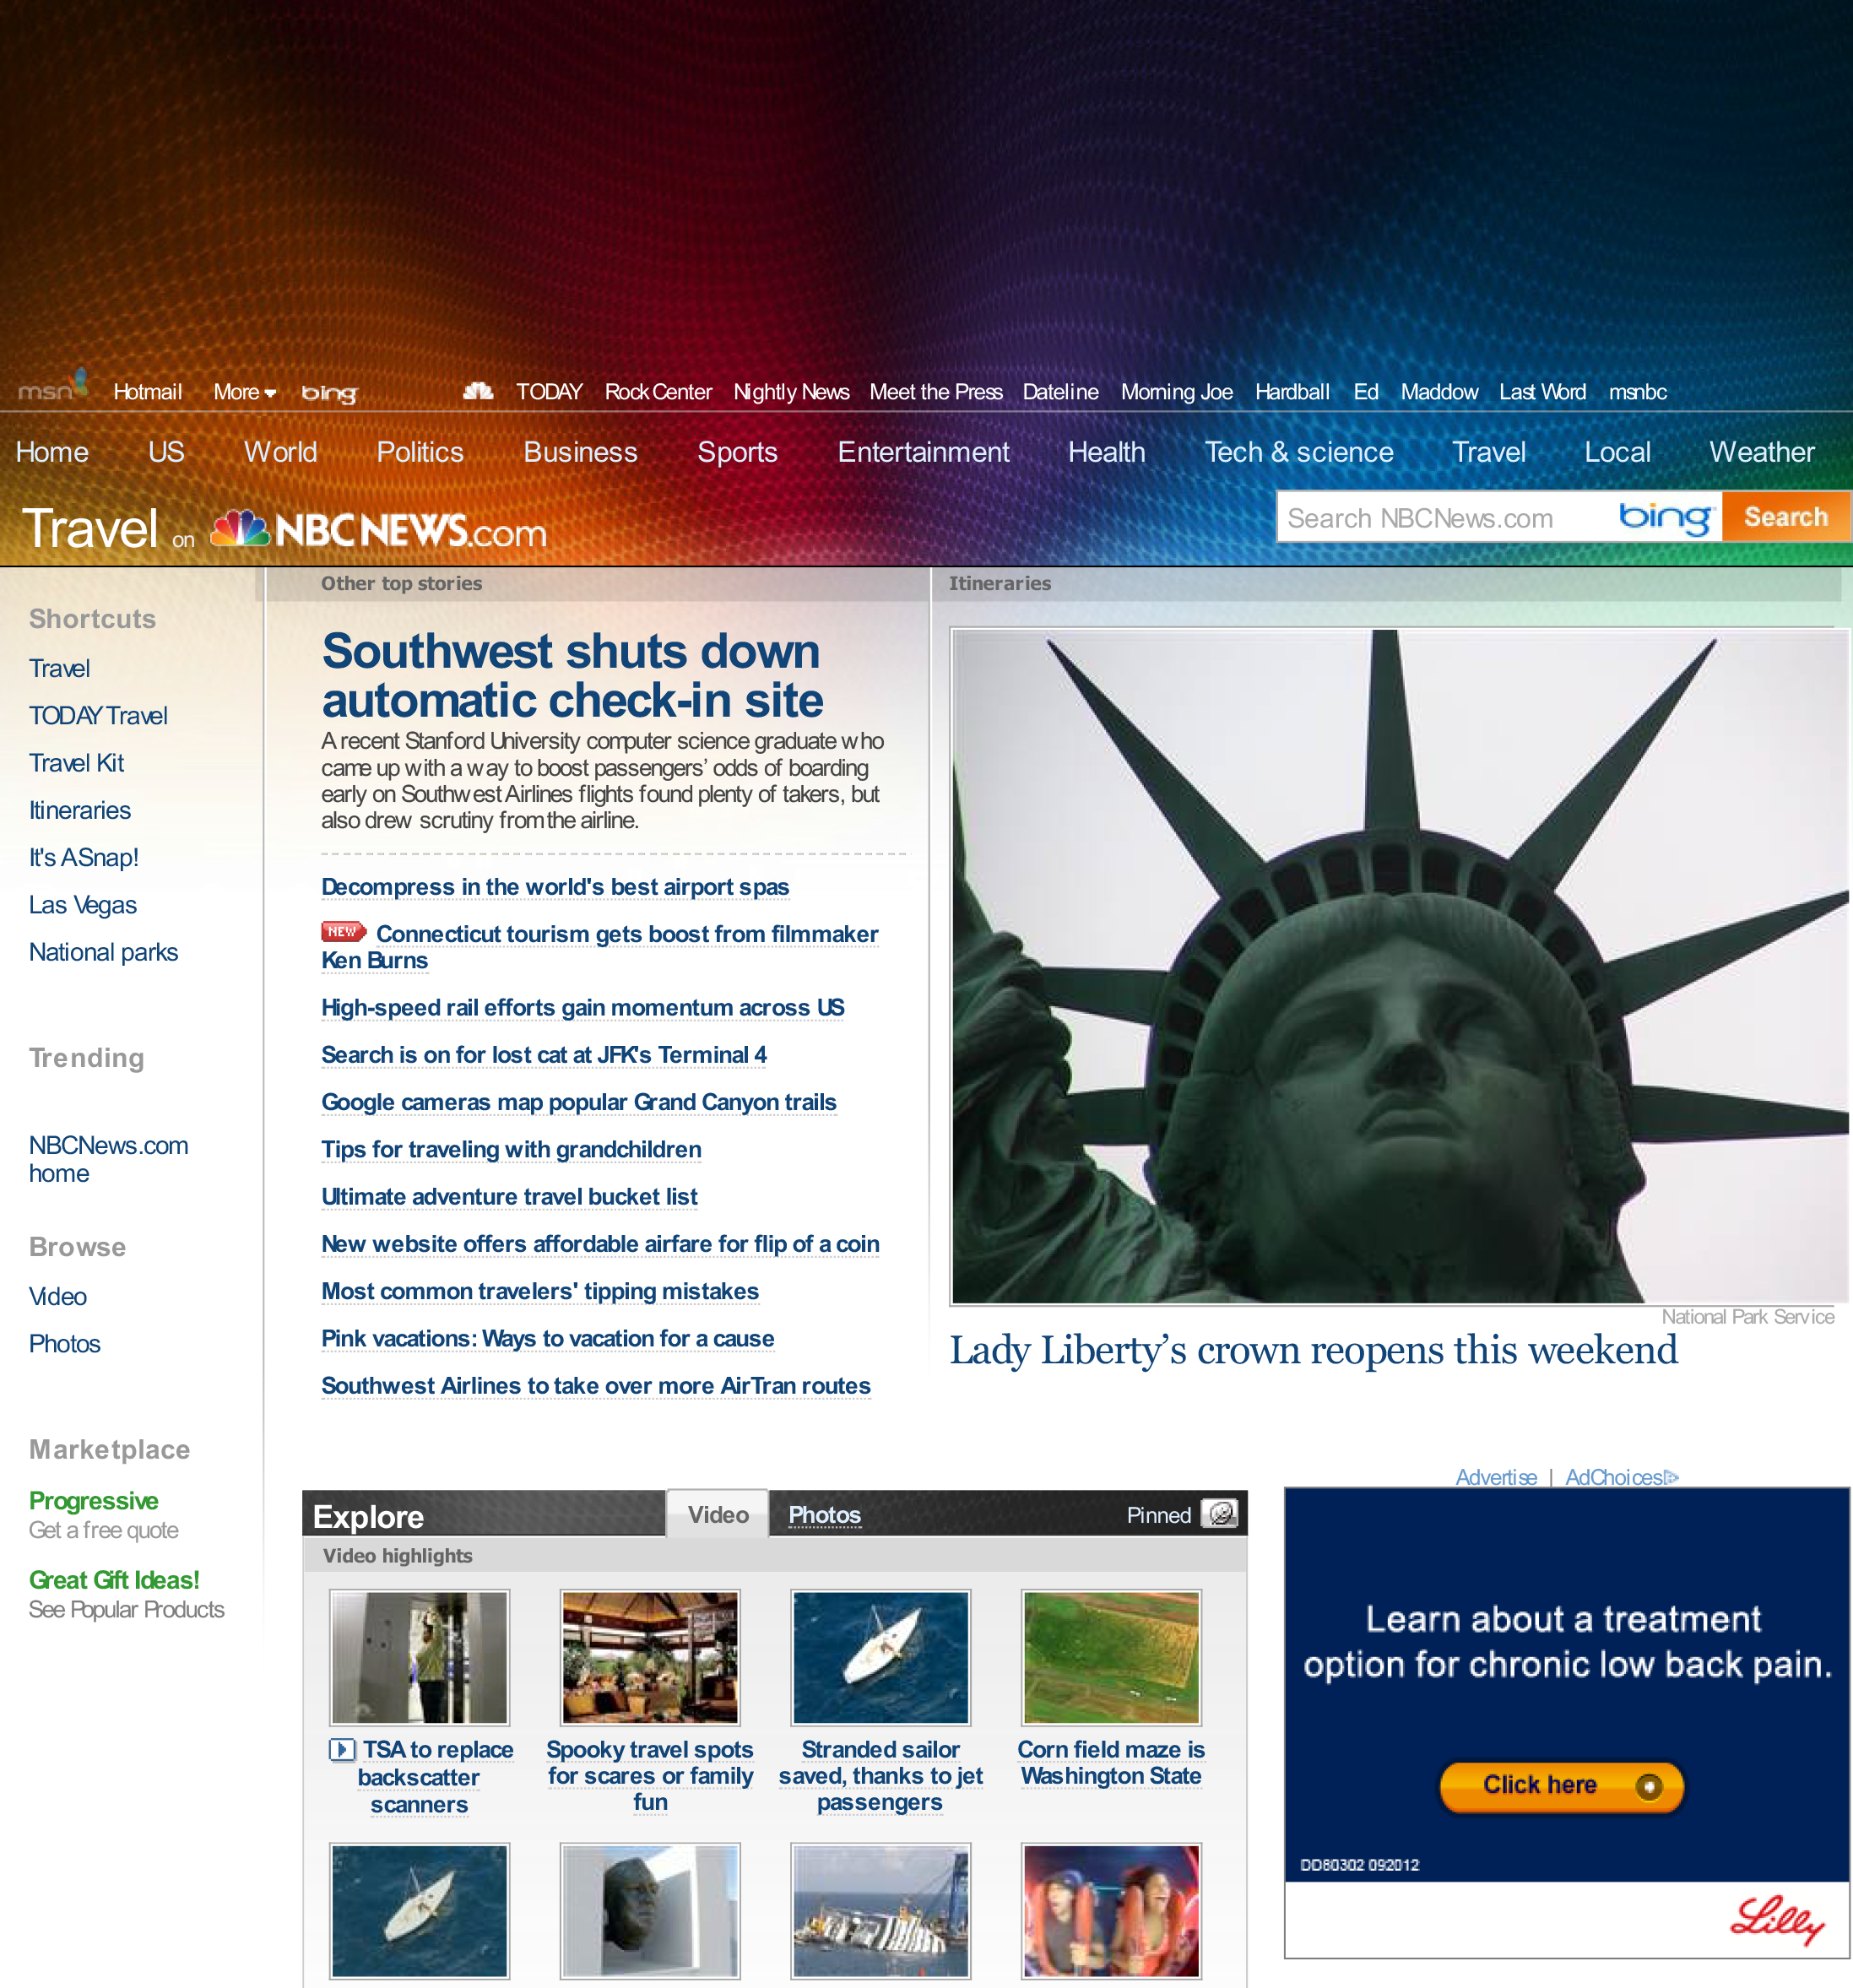 msn Hotmail More bing TODAY Rock Center Nightly News Meet the Press Dateline Morning Joe Hardball Ed Maddow Last Word msnbc
Home US World Politics Business Sports Entertainment Health Tech & science Travel Local Weather
Travel on NBCNEWS.com
Search NBCNews.com bing Search
Shortcuts
Travel
TODAY Travel
Travel Kit
Itineraries
It's A Snap!
Las Vegas
National parks
Trending
NBCNews.com
home
Browse
Video
Photos
Marketplace
Progressive
Get a free quote
Great Gift Ideas!
See Popular Products
Other top stories
Southwest shuts down
automatic check-in site
A recent Stanford University computer science graduate who
came up with a way to boost passengers’ odds of boarding
early on Southwest Airlines flights found plenty of takers, but
also drew scrutiny from the airline.
Decompress in the world's best airport spas
NEW Connecticut tourism gets boost from filmmaker
Ken Burns
High-speed rail efforts gain momentum across US
Search is on for lost cat at JFK's Terminal 4
Google cameras map popular Grand Canyon trails
Tips for traveling with grandchildren
Ultimate adventure travel bucket list
New website offers affordable airfare for flip of a coin
Most common travelers' tipping mistakes
Pink vacations: Ways to vacation for a cause
Southwest Airlines to take over more AirTran routes
Itineraries
National Park Service
Lady Liberty’s crown reopens this weekend
Explore Video Photos Pinned
Video highlights
TSA to replace
backscatter
scanners
Spooky travel spots
for scares or family
fun
Stranded sailor
saved, thanks to jet
passengers
Corn field maze is
Washington State
Advertise | AdChoices
Learn about a treatment
option for chronic low back pain.
Click here
DD80302 092012
Lilly